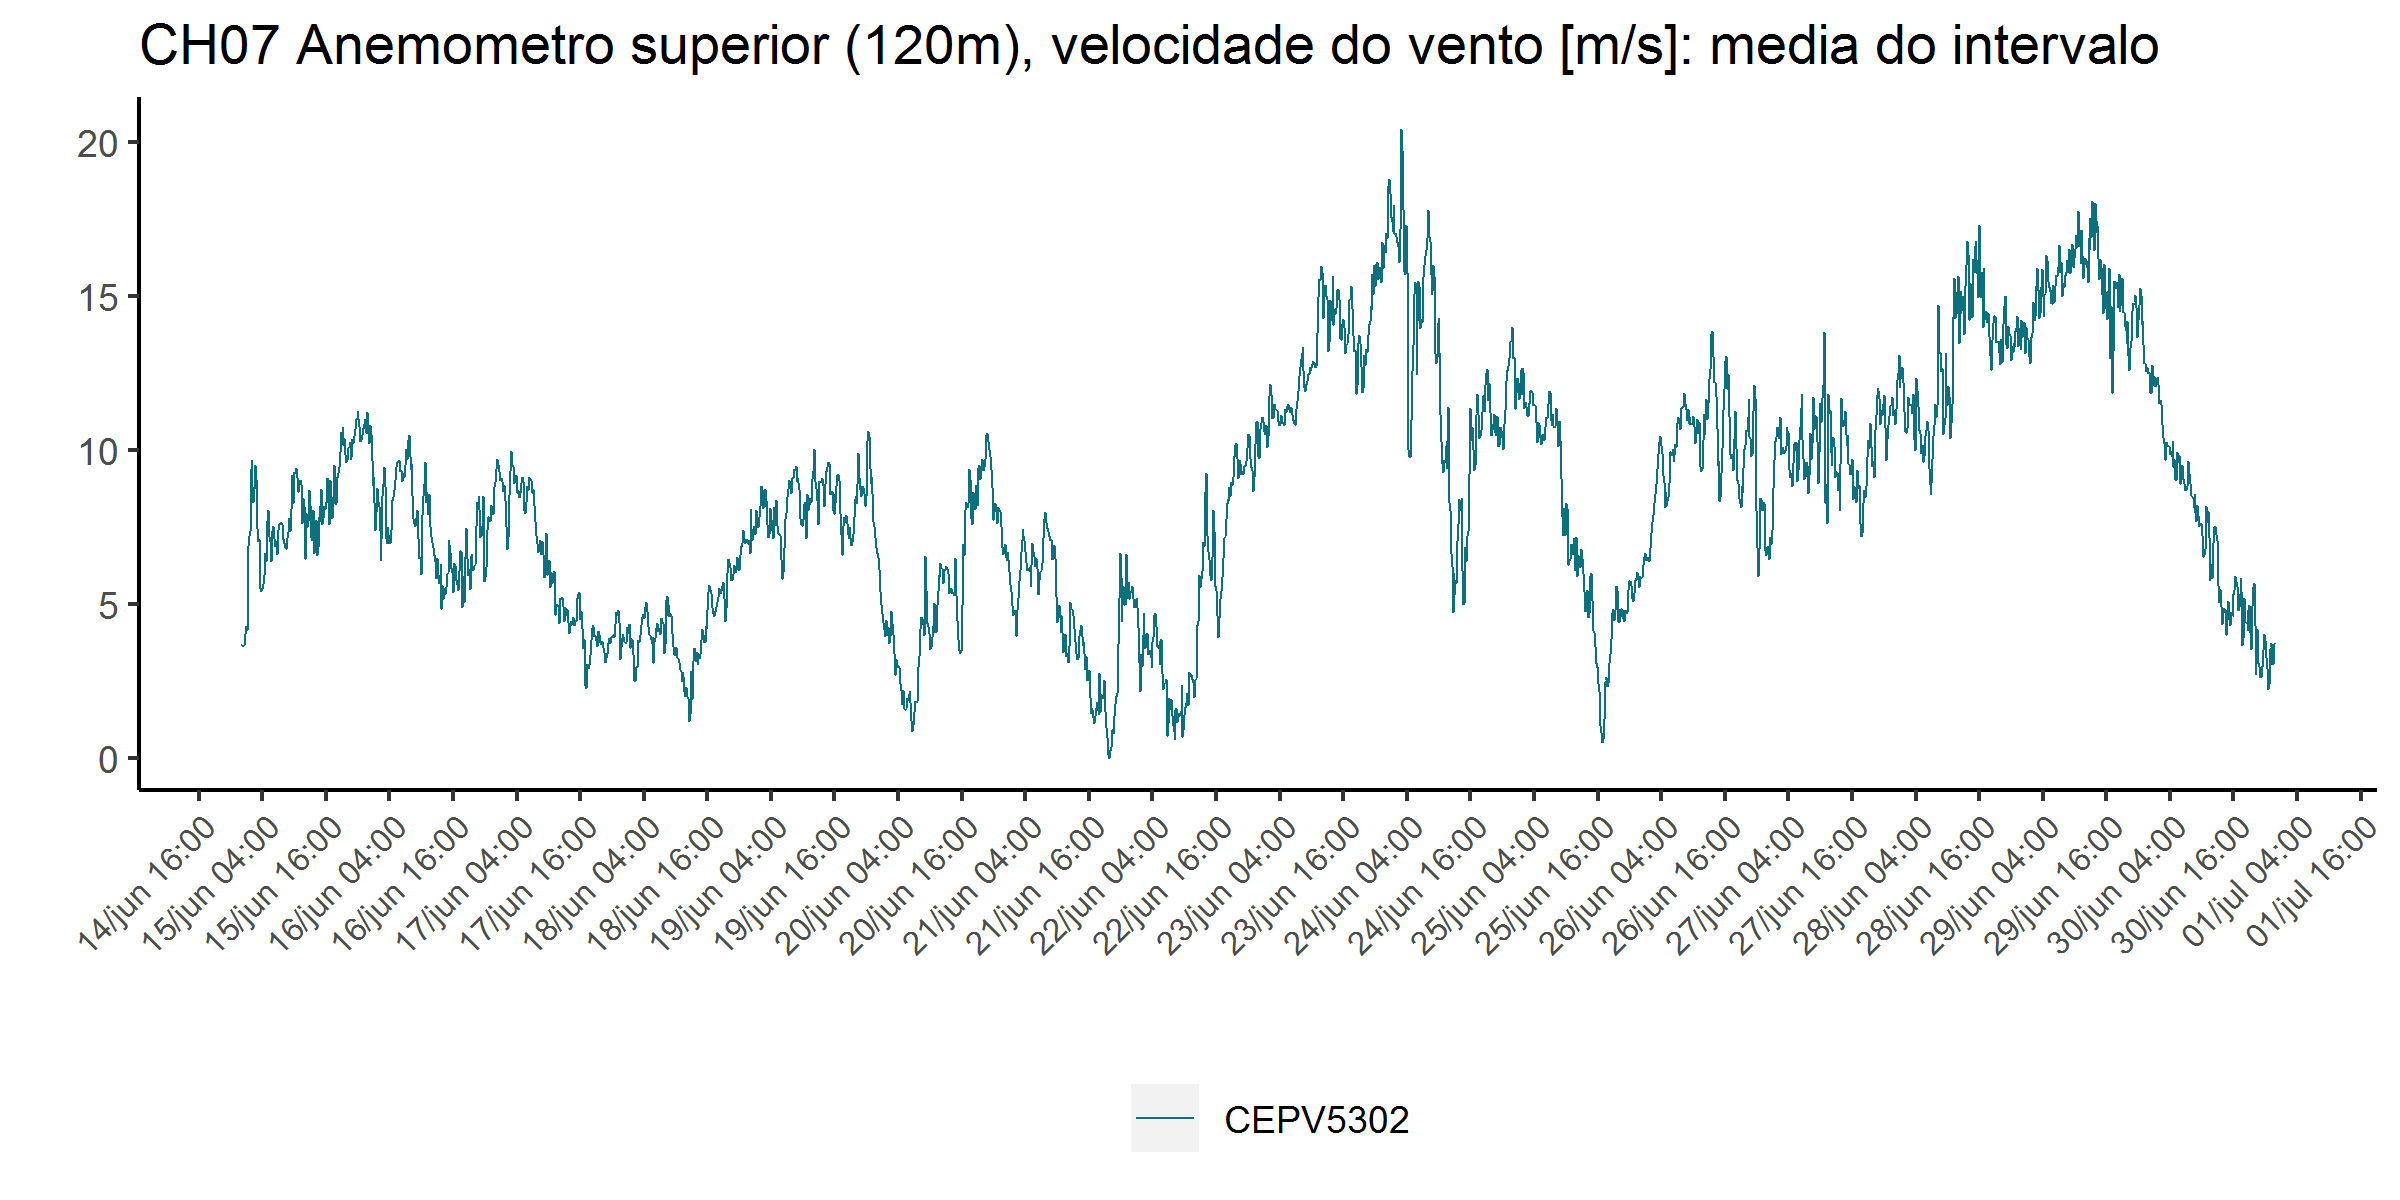 CH07 Anemometro superior (120m), velocidade do vento [m/s]: media do intervalo
20
15
10
5
0
14/jun 16:00
15/jun 04:00
15/jun 16:00
16/jun 04:00
16/jun 16:00
17/jun 04:00
17/jun 16:00
18/jun 04:00
18/jun 16:00
19/jun 04:00
19/jun 16:00
20/jun 04:00
20/jun 16:00
21/jun 04:00
21/jun 16:00
22/jun 04:00
22/jun 16:00
23/jun 04:00
23/jun 16:00
24/jun 04:00
24/jun 16:00
25/jun 04:00
25/jun 16:00
26/jun 04:00
26/jun 16:00
27/jun 04:00
27/jun 16:00
28/jun 04:00
28/jun 16:00
29/jun 04:00
29/jun 16:00
30/jun 04:00
30/jun 16:00
01/jul 04:00
01/jul 16:00
CEPV5302